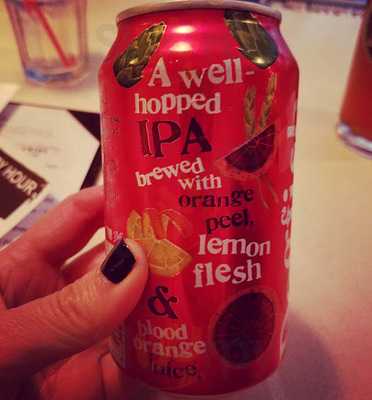 A well-
hopped
IPA
brewed
with
orange
peel,
lemon
flesh
&
blood
orange
juice,
HOUR